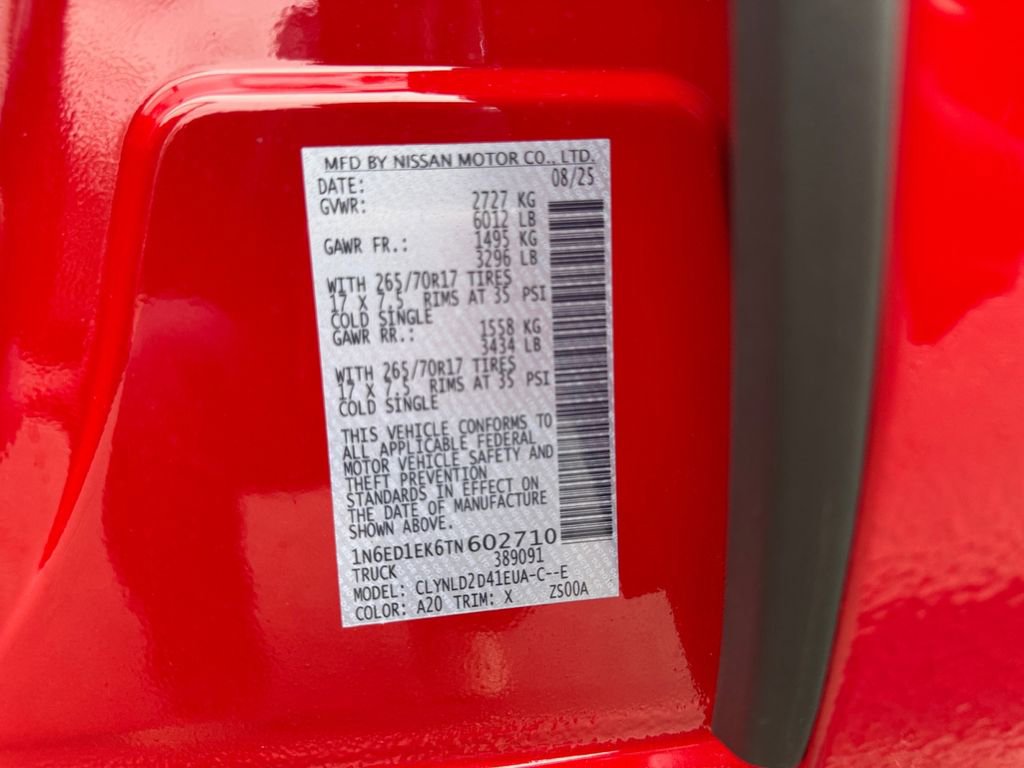 MFD BY NISSAN MOTOR CO., LTD.
DATE: 08/25
GVWR: 2727 KG
6012 LB
GAWR FR.: 1495 KG
3296 LB
WITH 265/70R17 TIRES
17 X 7.5 RIMS AT 35 PSI
COLD SINGLE
GAWR RR.: 1558 KG
3434 LB
WITH 265/70R17 TIRES
17 X 7.5 RIMS AT 35 PSI
COLD SINGLE
THIS VEHICLE CONFORMS TO
ALL APPLICABLE FEDERAL
MOTOR VEHICLE SAFETY AND
THEFT PREVENTION
STANDARDS IN EFFECT ON
THE DATE OF MANUFACTURE
SHOWN ABOVE.
1N6ED1EK6TN602710
TRUCK 389091
MODEL: CLYNLD2D41EUA-C--E
COLOR: A20 TRIM: X ZS00A